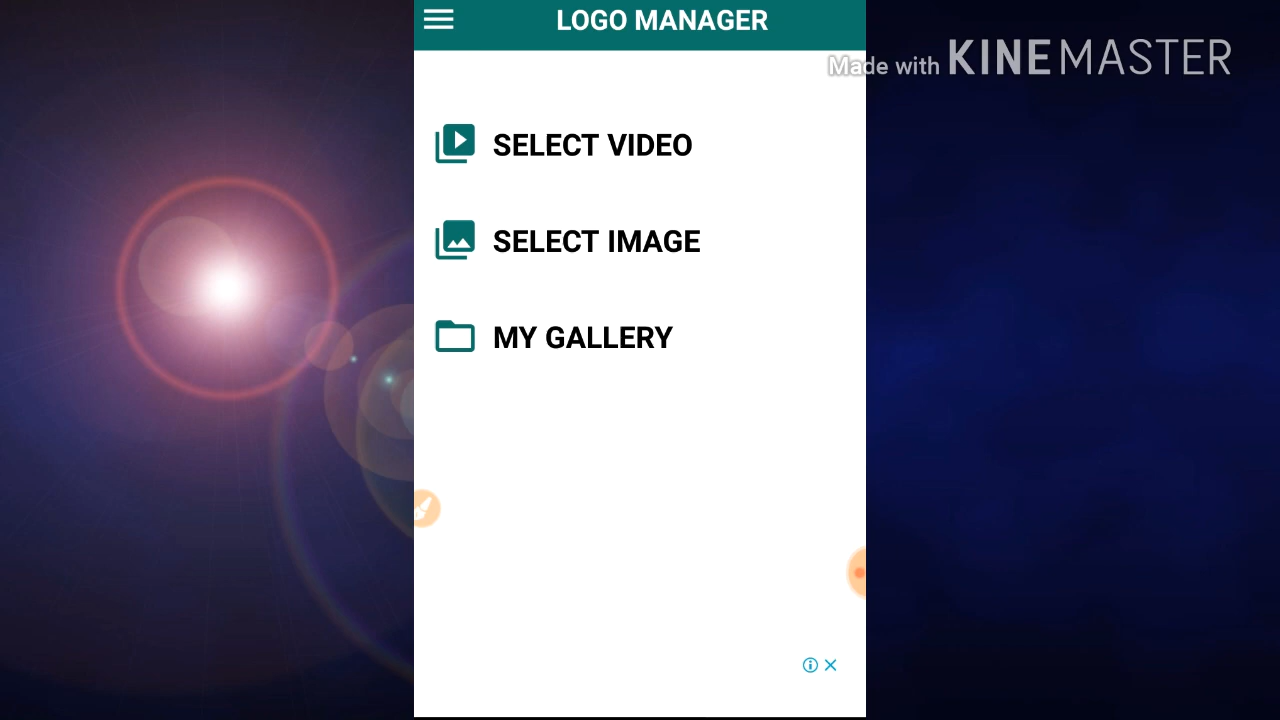 LOGO MANAGER
Made with KINEMASTER
SELECT VIDEO
SELECT IMAGE
MY GALLERY